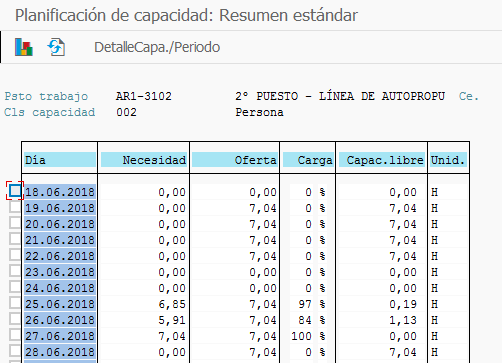 Planificación de capacidad: Resumen estándar
DetalleCapa./Periodo
Psto trabajo AR1-3102 2º PUESTO - LÍNEA DE AUTOPROPU Ce.
Cls capacidad 002 Persona
Día Necesidad Oferta Carga Capac.libre Unid.
18.06.2018 0,00 0,00 0 % 0,00 H
19.06.2018 0,00 7,04 0 % 7,04 H
20.06.2018 0,00 7,04 0 % 7,04 H
21.06.2018 0,00 7,04 0 % 7,04 H
22.06.2018 0,00 7,04 0 % 7,04 H
23.06.2018 0,00 0,00 0 % 0,00 H
24.06.2018 0,00 0,00 0 % 0,00 H
25.06.2018 6,85 7,04 97 % 0,19 H
26.06.2018 5,91 7,04 84 % 1,13 H
27.06.2018 7,04 7,04 100 % 0,00 H
28.06.2018 0,00 7,04 0 % 7,04 H